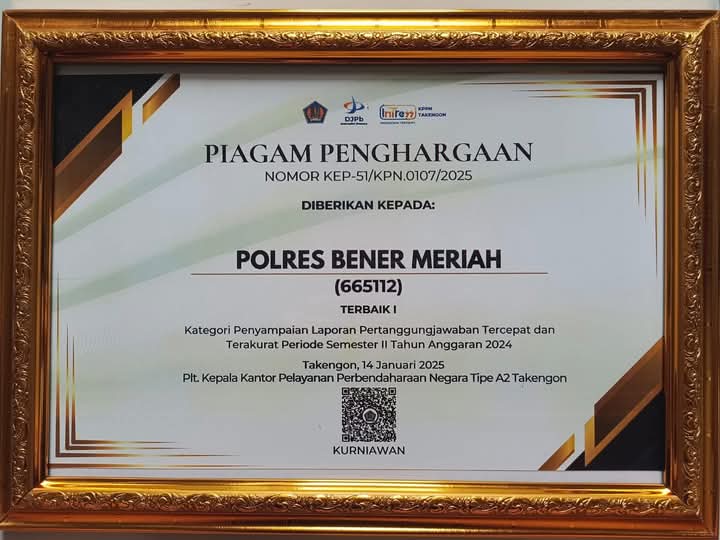 DJPb
InTren
KPPN
TAKENGON
PIAGAM PENGHARGAAN
NOMOR KEP-51/KPN.0107/2025
DIBERIKAN KEPADA:
POLRES BENER MERIAH
(665112)
TERBAIK I
Kategori Penyampaian Laporan Pertanggungjawaban Tercepat dan
Terakurat Periode Semester II Tahun Anggaran 2024
Takengon, 14 Januari 2025
Plt. Kepala Kantor Pelayanan Perbendaharaan Negara Tipe A2 Takengon
KURNIAWAN